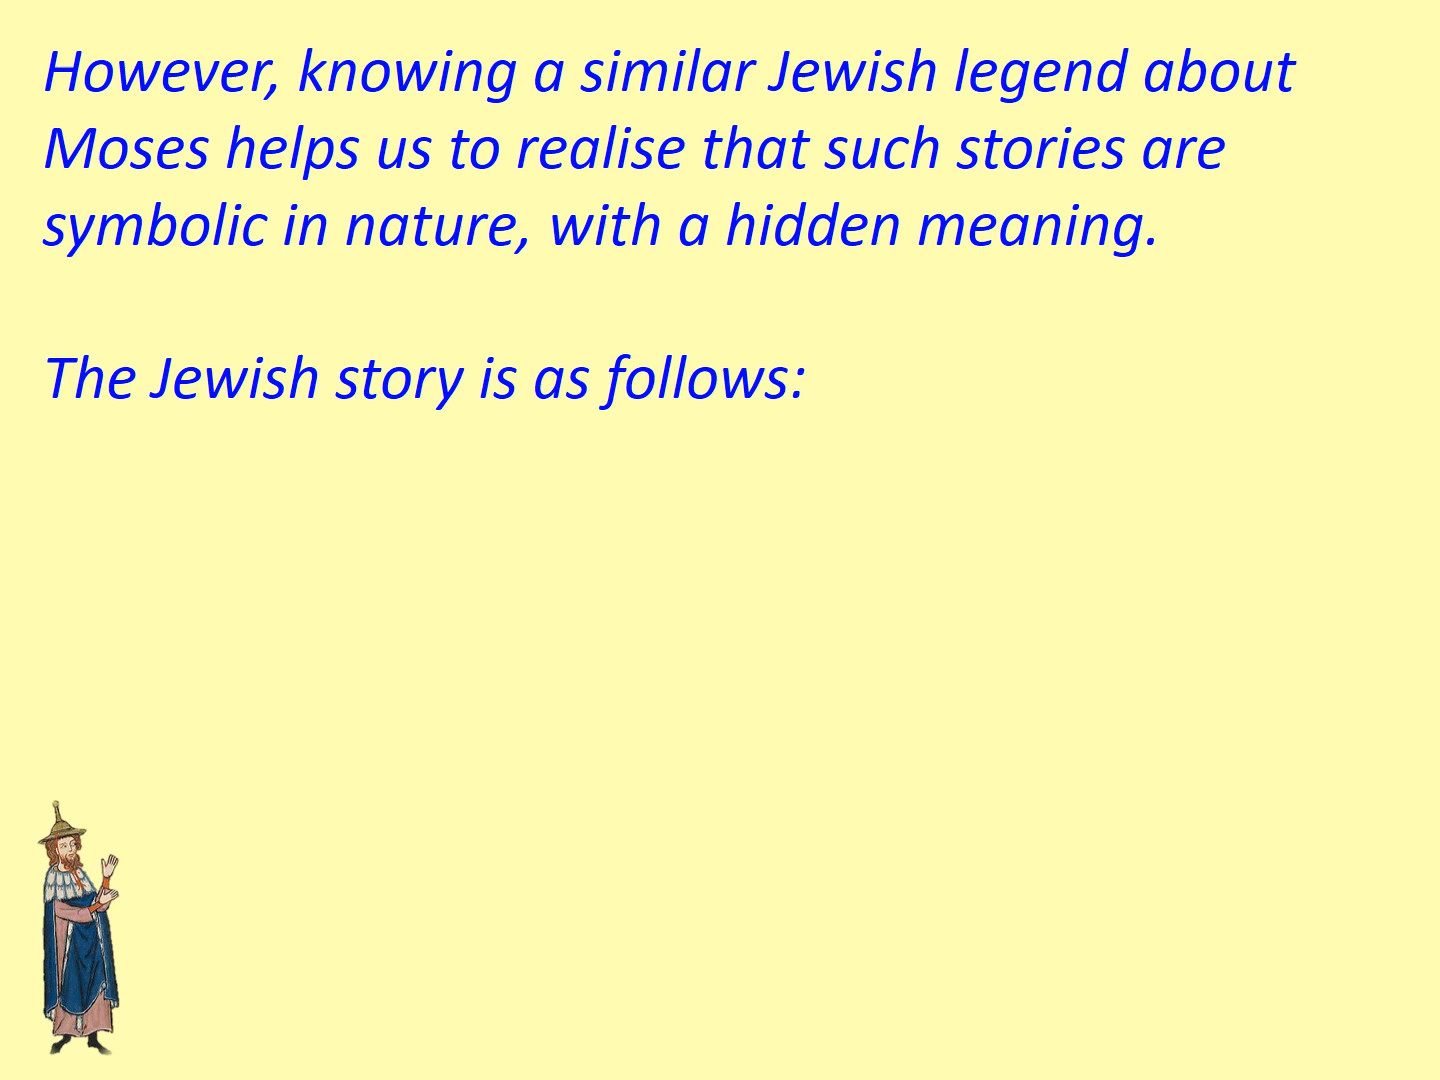 However, knowing a similar Jewish legend about
Moses helps us to realise that such stories are
symbolic in nature, with a hidden meaning.
The Jewish story is as follows: